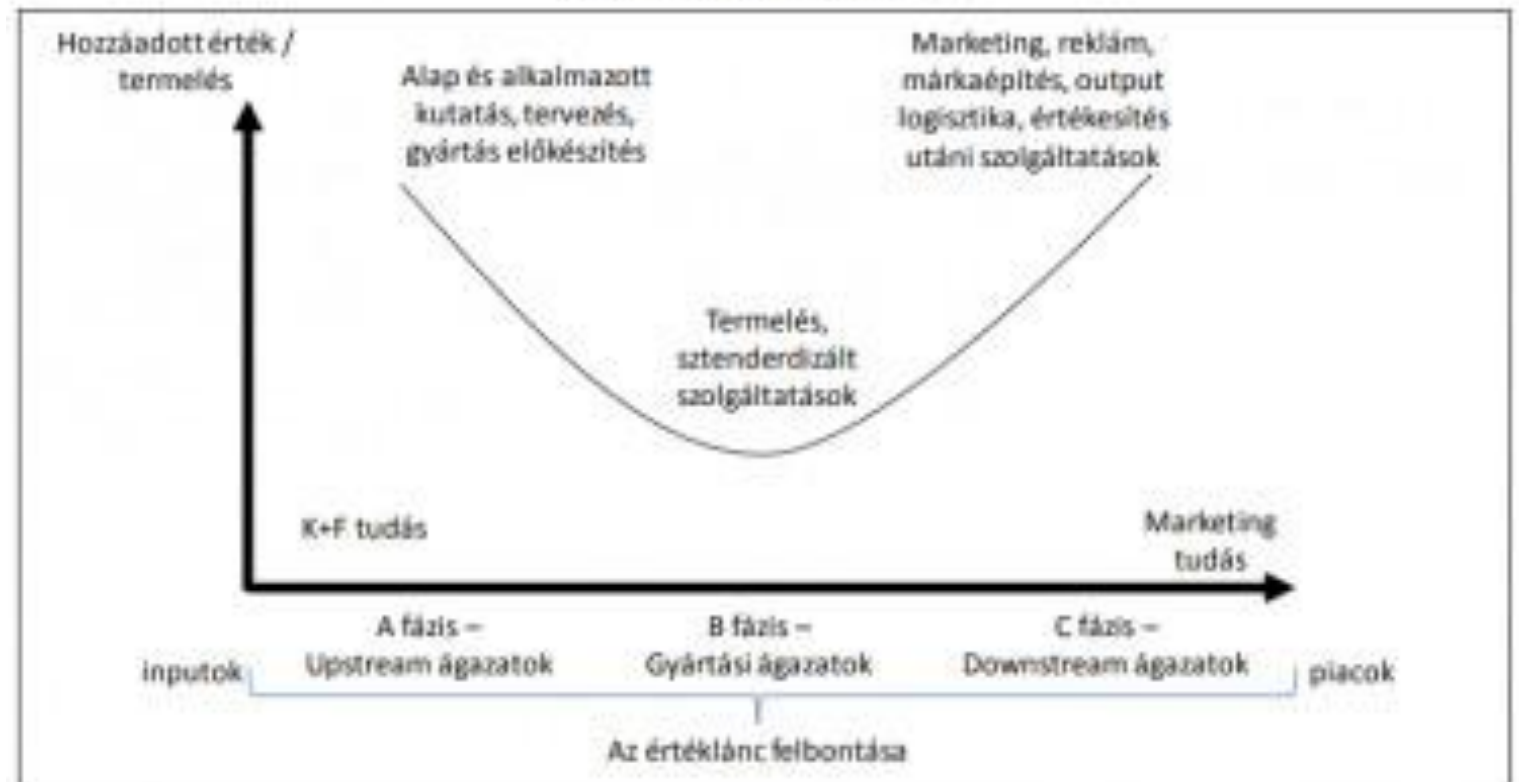 Hozzáadott érték /
termelés
Alap és alkalmazott
kutatás, tervezés,
gyártás előkészítés
Marketing, reklám,
márkaépítés, output
logisztika, értékesítés
utáni szolgáltatások
Termelés,
sztenderdizált
szolgáltatások
K+F tudás
Marketing
tudás
A fázis –
Upstream ágazatok
B fázis –
Gyártási ágazatok
C fázis –
Downstream ágazatok
inputok
piacok
Az értéklánc felbontása